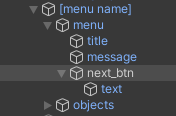 [menu name]
menu
title
message
next_btn
text
objects